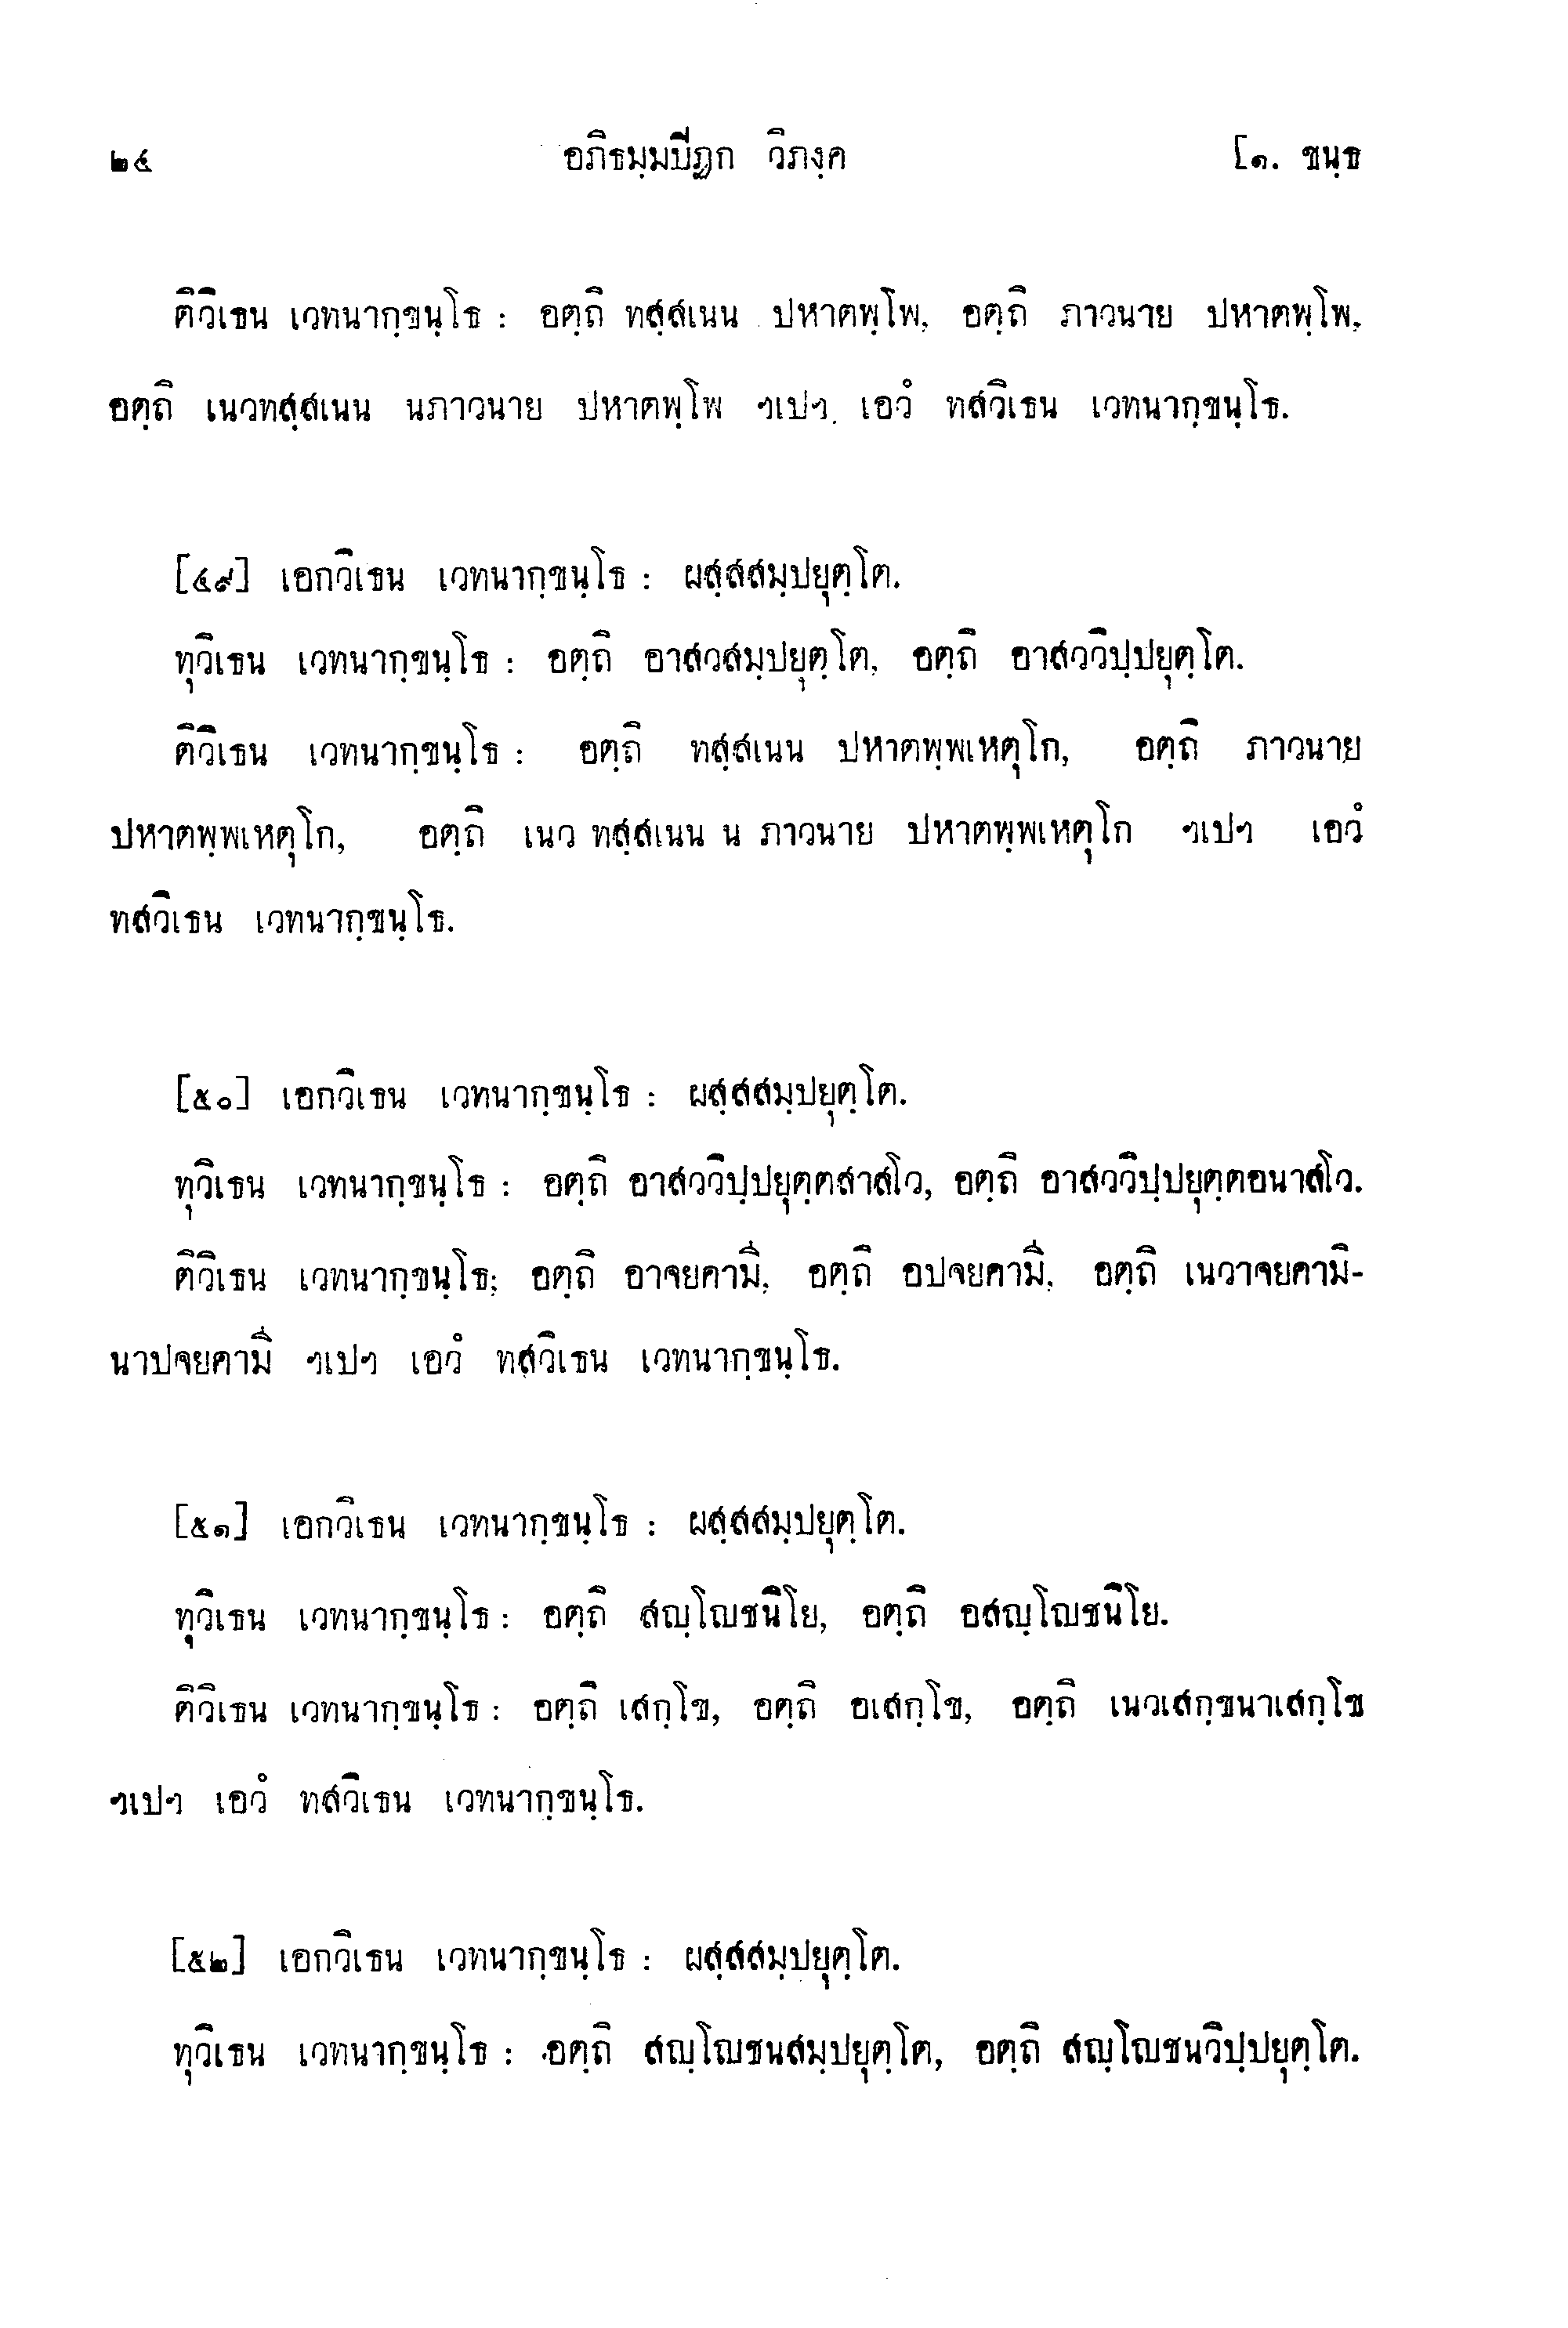 ๒๔ อภิธมฺมปีฏก วิภงฺค [๑. ขนฺธ
ติวิเธน เวทนากฺขนฺโธ : อตฺถิ ทสฺสเนน ปหาตพฺโพ, อตฺถิ ภาวนาย ปหาตพฺโพ,
อตฺถิ เนวทสฺสเนน นภาวนาย ปหาตพฺโพ ฯเปฯ เอวํ ทสวิเธน เวทนากฺขนฺโธ.
[๔๙] เอกวิเธน เวทนากฺขนฺโธ : ผสฺสสมฺปยุตฺโต.
ทุวิเธน เวทนากฺขนฺโธ : อตฺถิ อาสวสมฺปยุตฺโต, อตฺถิ อาสววิปฺปยุตฺโต.
ติวิเธน เวทนากฺขนฺโธ : อตฺถิ ทสฺสเนน ปหาตพฺพเหตุโก, อตฺถิ ภาวนาย
ปหาตพฺพเหตุโก, อตฺถิ เนว ทสฺสเนน น ภาวนาย ปหาตพฺพเหตุโก ฯเปฯ เอวํ
ทสวิเธน เวทนากฺขนฺโธ.
[๕๐] เอกวิเธน เวทนากฺขนฺโธ : ผสฺสสมฺปยุตฺโต.
ทุวิเธน เวทนากฺขนฺโธ : อตฺถิ อาสววิปฺปยุตฺตสาสโว, อตฺถิ อาสววิปฺปยุตฺตอนาสโว.
ติวิเธน เวทนากฺขนฺโธ; อตฺถิ อาจยคามี, อตฺถิ อปจยคามี, อตฺถิ เนวาจยคามิ-
นาปจยคามี ฯเปฯ เอวํ ทสวิเธน เวทนากฺขนฺโธ.
[๕๑] เอกวิเธน เวทนากฺขนฺโธ : ผสฺสสมฺปยุตฺโต.
ทุวิเธน เวทนากฺขนฺโธ : อตฺถิ สญฺโญชนิโย, อตฺถิ อสญฺโญชนิโย.
ติวิเธน เวทนากฺขนฺโธ : อตฺถิ เสกฺโข, อตฺถิ อเสกฺโข, อตฺถิ เนวเสกฺขนาเสกฺโข
ฯเปฯ เอวํ ทสวิเธน เวทนากฺขนฺโธ.
[๕๒] เอกวิเธน เวทนากฺขนฺโธ : ผสฺสสมฺปยุตฺโต.
ทุวิเธน เวทนากฺขนฺโธ : อตฺถิ สญฺโญชนสมฺปยุตฺโต, อตฺถิ สญฺโญชนวิปฺปยุตฺโต.